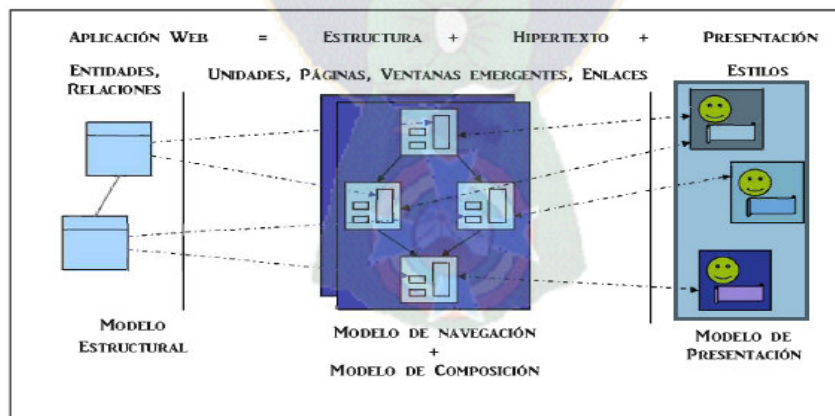 APLICACIÓN WEB = ESTRUCTURA + HIPERTEXTO + PRESENTACIÓN
ENTIDADES,
RELACIONES
UNIDADES, PÁGINAS, VENTANAS EMERGENTES, ENLACES
ESTILOS
MODELO
ESTRUCTURAL
MODELO DE NAVEGACIÓN
+
MODELO DE COMPOSICIÓN
MODELO DE
PRESENTACIÓN